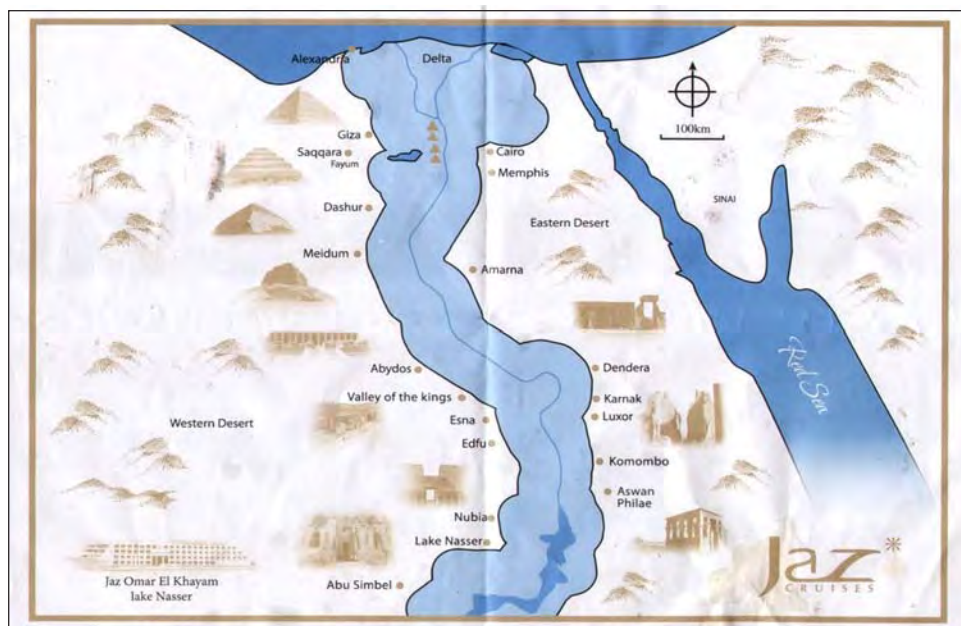 Alexandria
Delta
Giza
Saqqara
Fayum
Cairo
Memphis
100km
SINAI
Dashur
Eastern Desert
Meidum
Amarna
Abydos
Dendera
Valley of the kings
Karnak
Red Sea
Luxor
Esna
Western Desert
Edfu
Komombo
Aswan
Philae
Nubia
Lake Nasser
Abu Simbel
Jaz Omar El Khayam
lake Nasser
Jaz
CRUISES